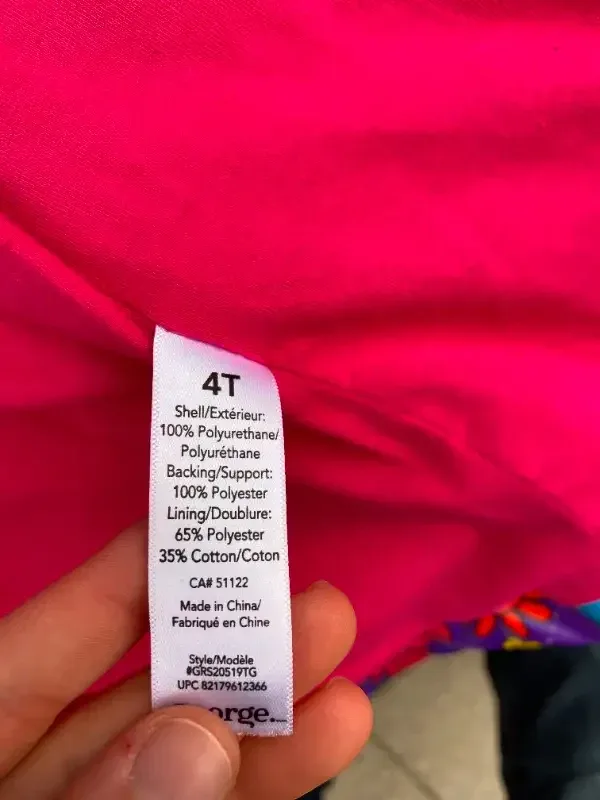 4T
Shell/Extérieur:
100% Polyurethane/
Polyuréthane
Backing/Support:
100% Polyester
Lining/Doublure:
65% Polyester
35% Cotton/Coton
CA# 51122
Made in China/
Fabriqué en Chine
Style/Modèle
#GRS20519TG
UPC 82179612366